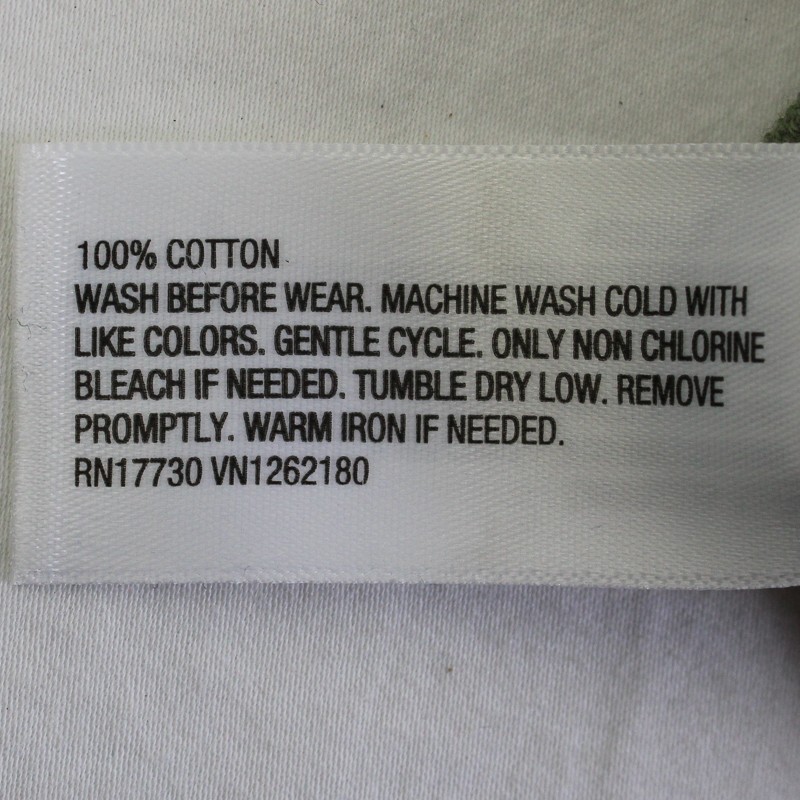 100% COTTON
WASH BEFORE WEAR. MACHINE WASH COLD WITH
LIKE COLORS. GENTLE CYCLE. ONLY NON CHLORINE
BLEACH IF NEEDED. TUMBLE DRY LOW. REMOVE
PROMPTLY. WARM IRON IF NEEDED.
RN17730 VN1262180